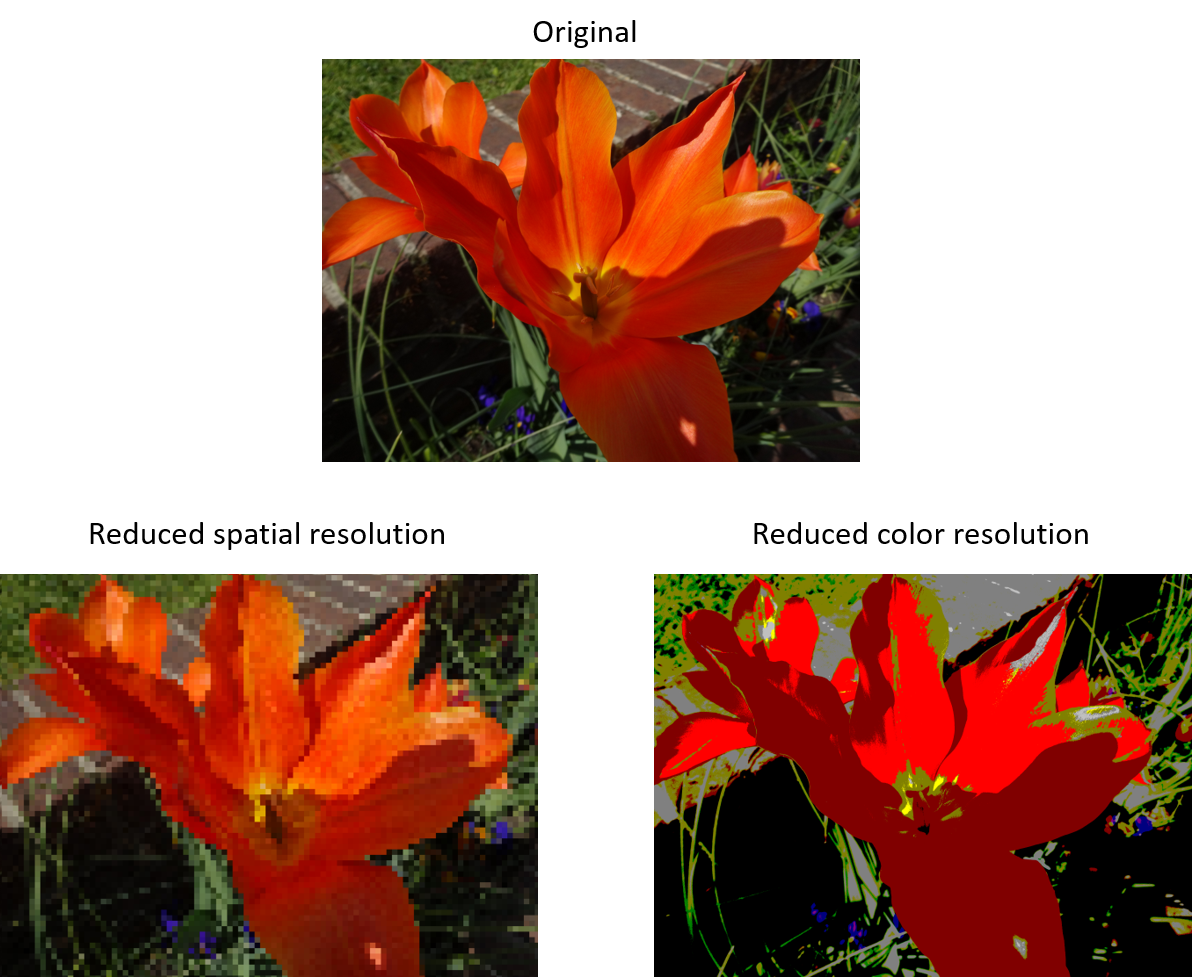 Original
Reduced spatial resolution
Reduced color resolution